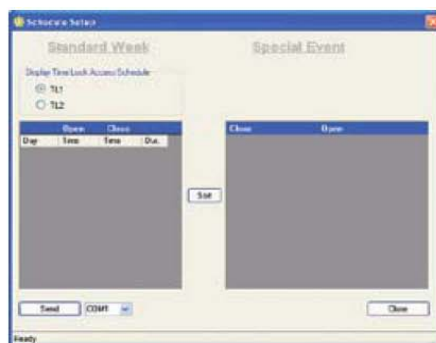 Schedule Setup
Standard Week
Special Event
Display Time Lock Access Schedule
TL1
TL2
Open Close
Day Time Time Dur.
Close Open
Send COM1
Close
Ready